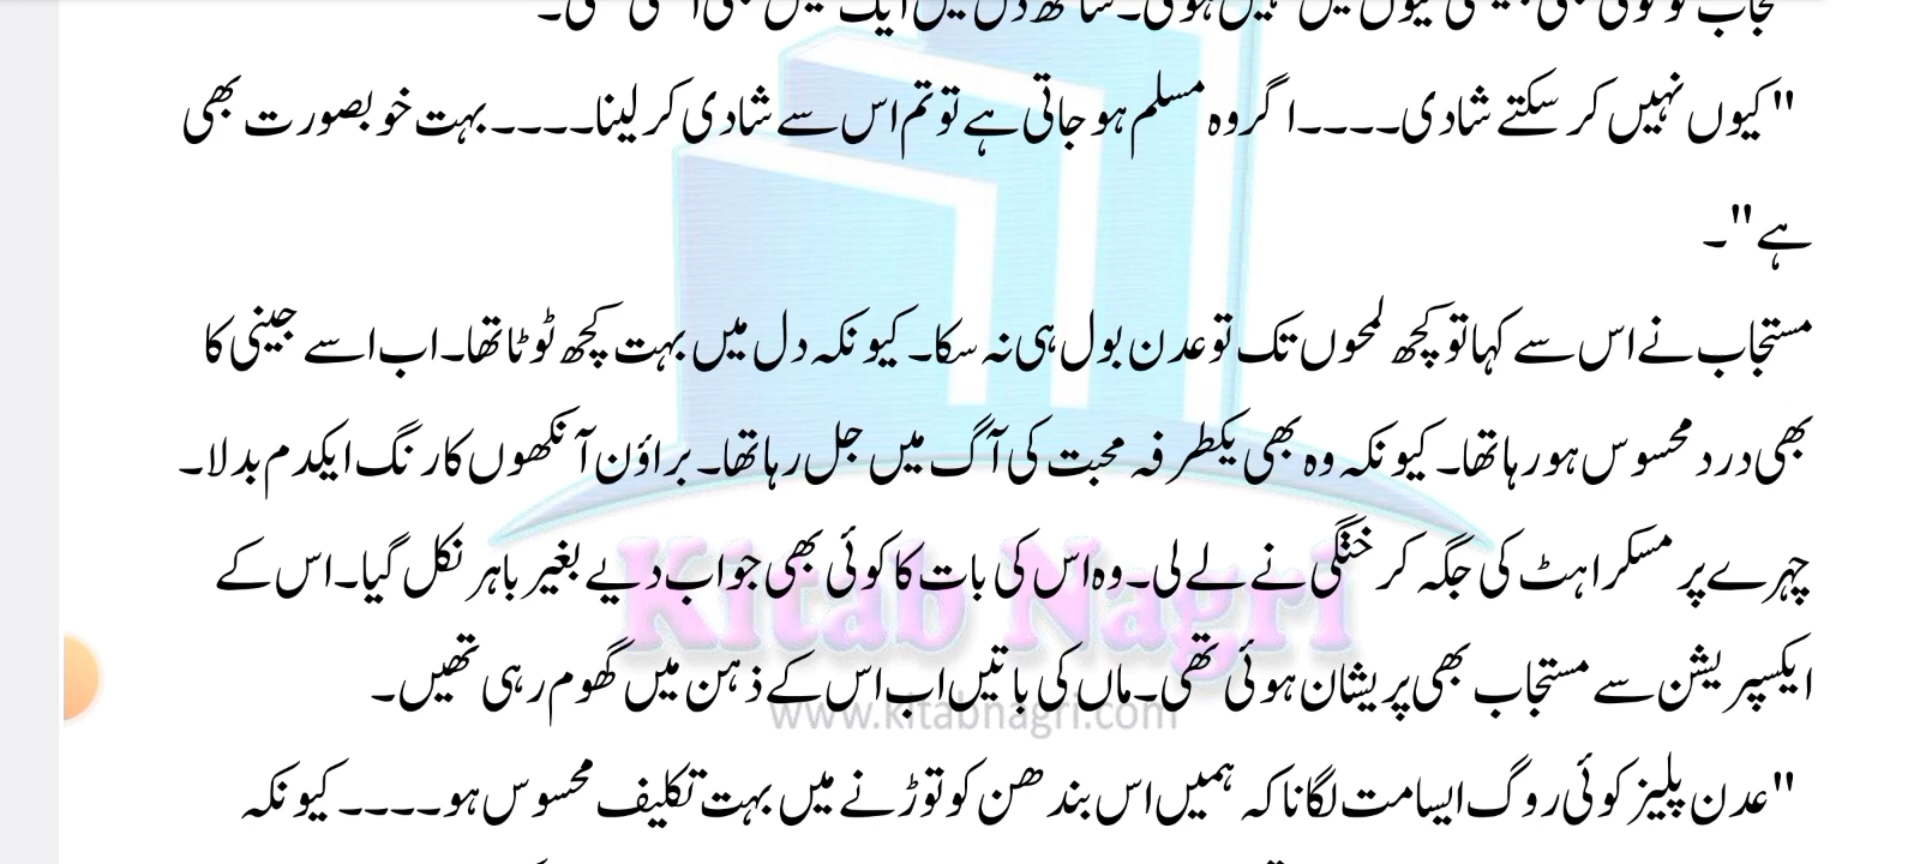 "کیوں نہیں کر سکتے شادی۔۔۔۔اگر وہ مسلم ہو جاتی ہے تو تم اس سے شادی کر لینا۔۔۔۔بہت خوبصورت بھی
ہے"۔
مستجاب نے اس سے کہا تو کچھ لمحوں تک تو عدن بول ہی نہ سکا۔کیونکہ دل میں بہت کچھ ٹوٹا تھا۔اب اسے جینی کا
بھی درد محسوس ہو رہا تھا۔ کیونکہ وہ بھی یکطرفہ محبت کی آگ میں جل رہا تھا۔براؤن آنکھوں کا رنگ ایکدم بدلا۔
چہرے پر مسکراہٹ کی جگہ کر خنگی نے لے لی۔وہ اس کی بات کا کوئی بھی جواب دیے بغیر باہر نکل گیا۔اس کے
ایکسپریشن سے مستجاب بھی پریشان ہوئی تھی۔ماں کی باتیں اب اس کے ذہن میں گھوم رہی تھیں۔
"عدن پلیز کوئی روگ ایسا مت لگانا کہ ہمیں اس بندھن کو توڑنے میں بہت تکلیف محسوس ہو۔۔۔۔کیونکہ
Kitab Nagri
www.kitabnagri.com